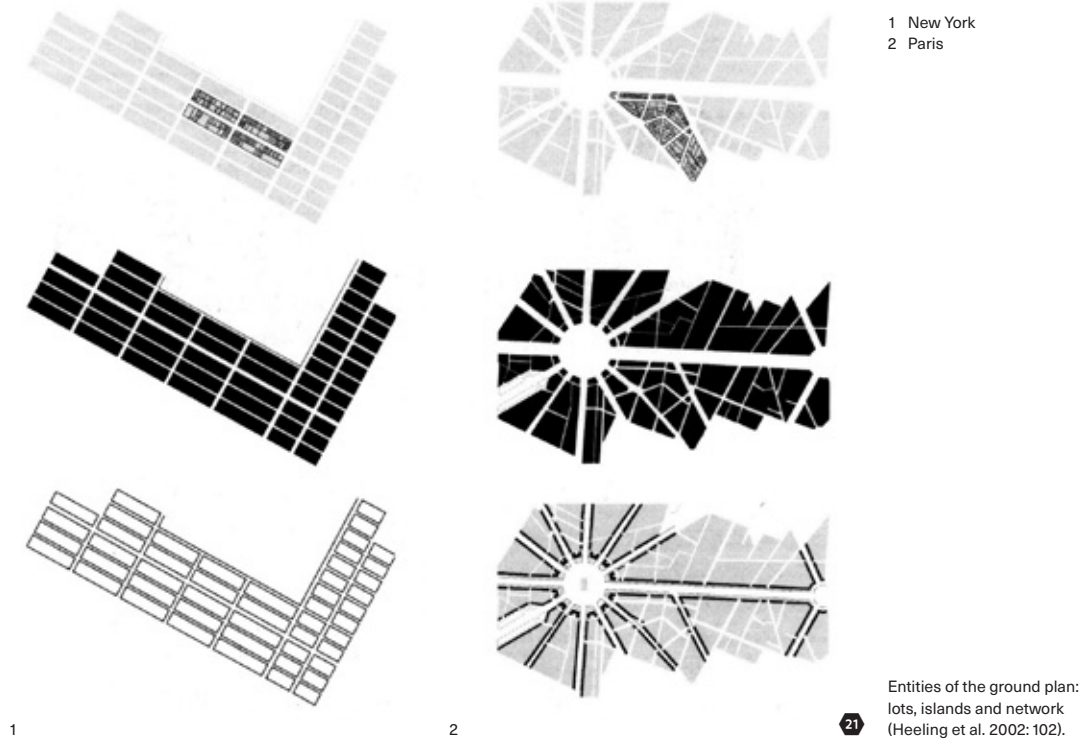 1 New York
2 Paris
1
2
21
Entities of the ground plan:
lots, islands and network
(Heeling et al. 2002: 102).